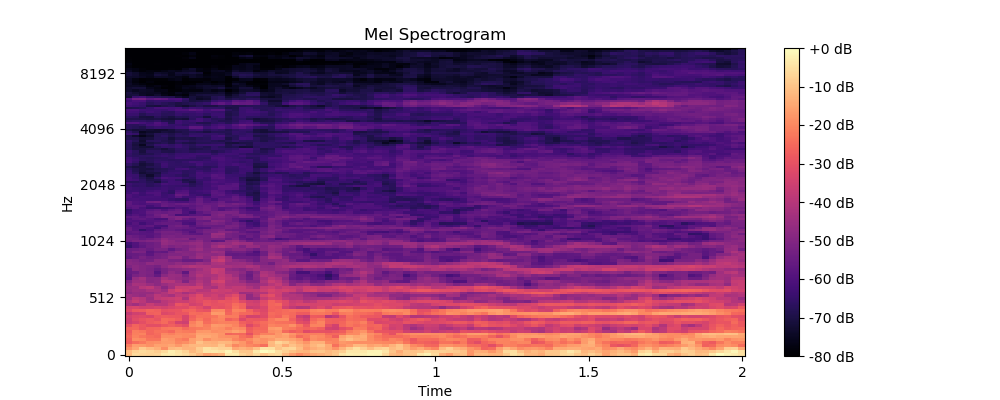 Mel Spectrogram
Hz
8192
4096
2048
1024
512
0
0 0.5 1 1.5 2
Time
+0 dB
-10 dB
-20 dB
-30 dB
-40 dB
-50 dB
-60 dB
-70 dB
-80 dB